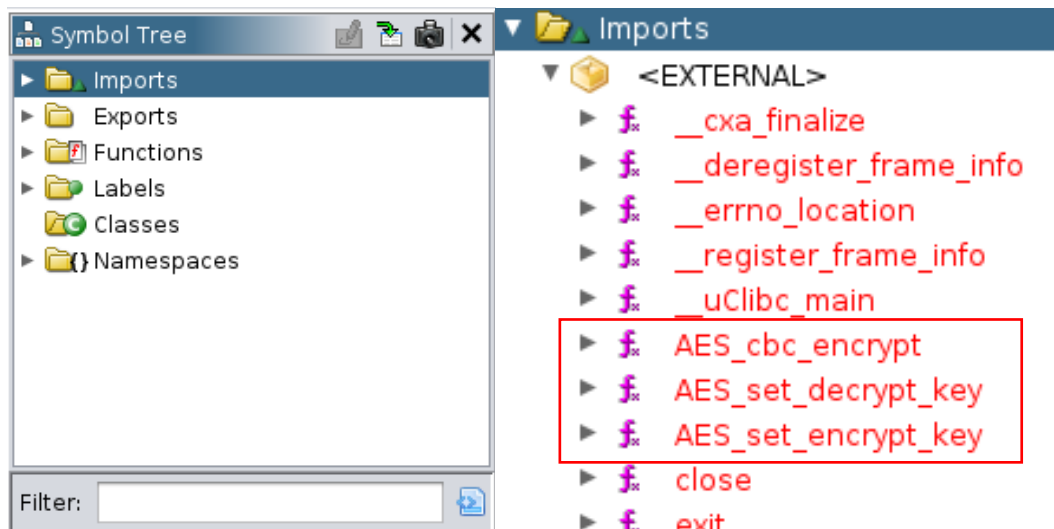 Symbol Tree
Imports
Exports
Functions
Labels
Classes
Namespaces
Filter:
Imports
<EXTERNAL>
__cxa_finalize
__deregister_frame_info
__errno_location
__register_frame_info
__uClibc_main
AES_cbc_encrypt
AES_set_decrypt_key
AES_set_encrypt_key
close
exit